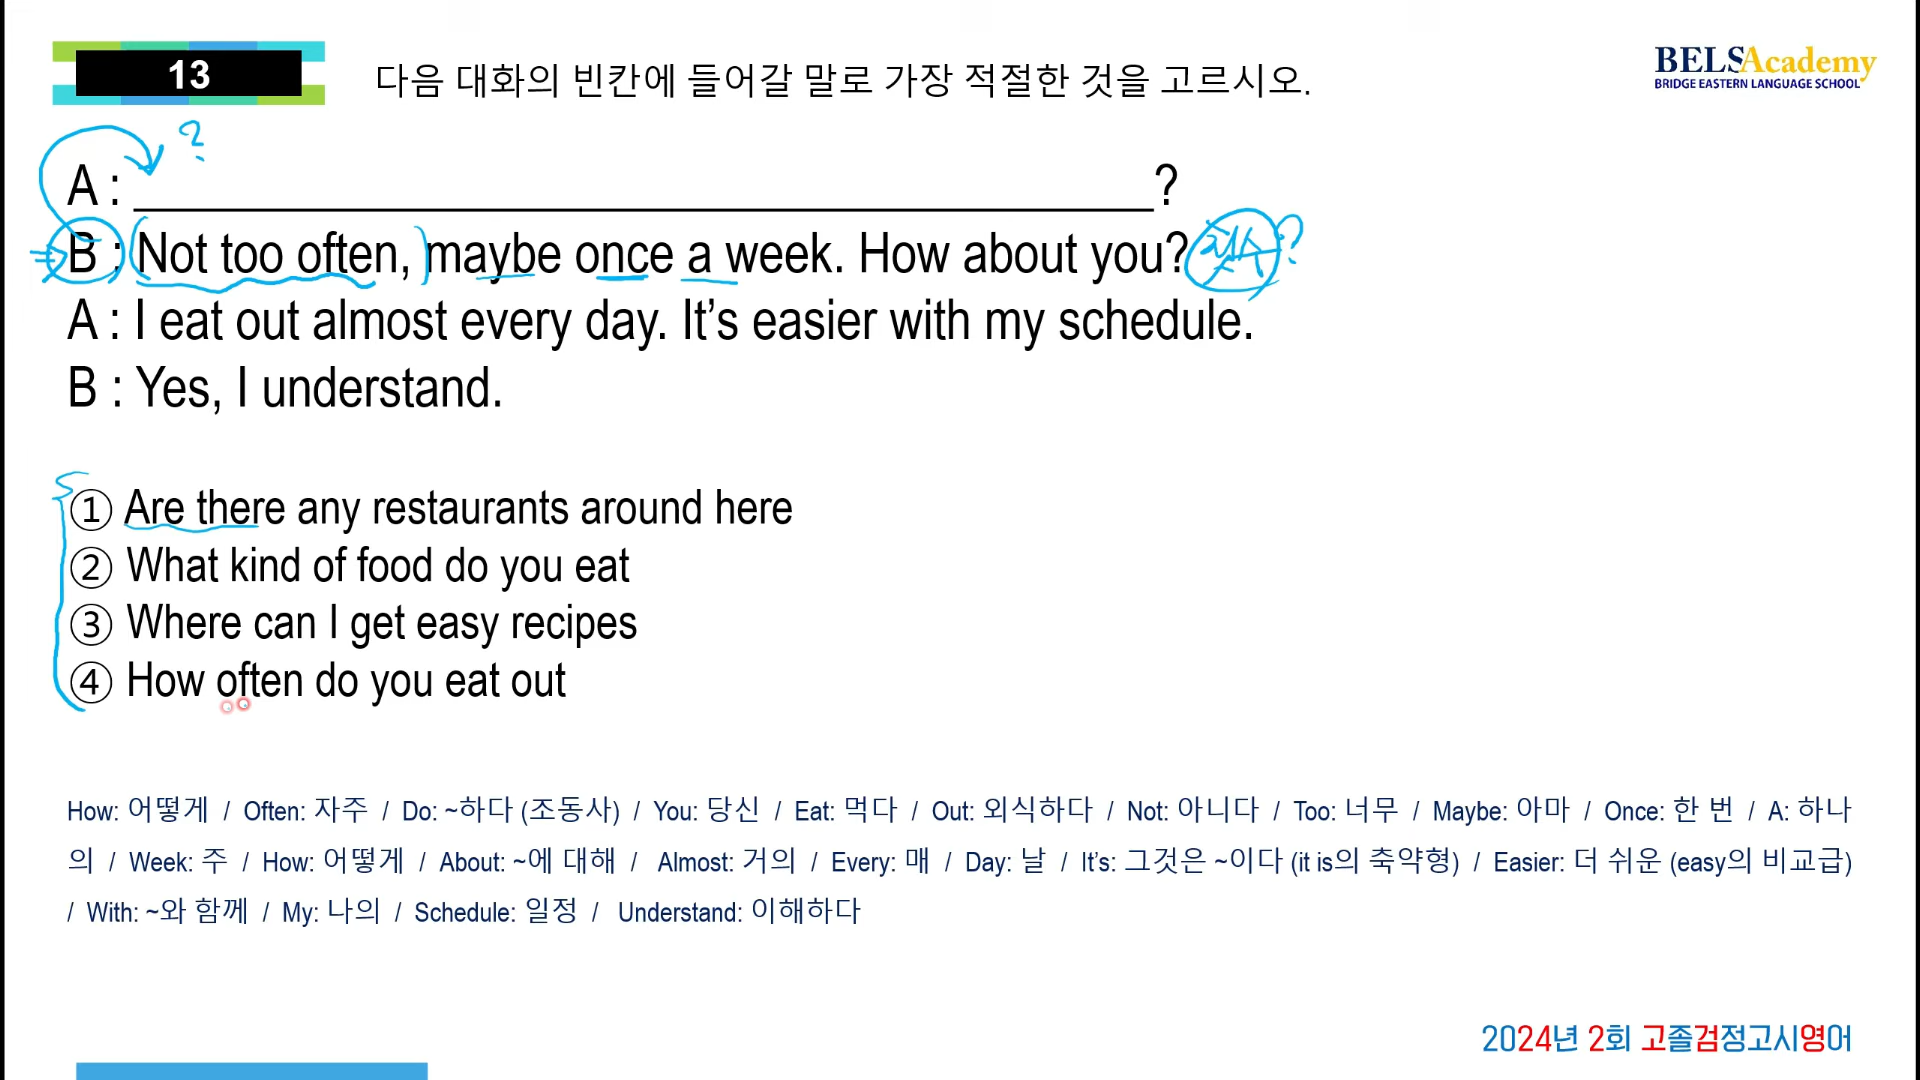 13
다음 대화의 빈칸에 들어갈 말로 가장 적절한 것을 고르시오.
BELSAcademy
BRIDGE EASTERN LANGUAGE SCHOOL
?
A : ?
B : Not too often, maybe once a week. How about you? 횟수?
A : I eat out almost every day. It’s easier with my schedule.
B : Yes, I understand.
① Are there any restaurants around here
② What kind of food do you eat
③ Where can I get easy recipes
④ How often do you eat out
How: 어떻게 / Often: 자주 / Do: ~하다 (조동사) / You: 당신 / Eat: 먹다 / Out: 외식하다 / Not: 아니다 / Too: 너무 / Maybe: 아마 / Once: 한 번 / A: 하나
의 / Week: 주 / How: 어떻게 / About: ~에 대해 / Almost: 거의 / Every: 매 / Day: 날 / It’s: 그것은 ~이다 (it is의 축약형) / Easier: 더 쉬운 (easy의 비교급)
/ With: ~와 함께 / My: 나의 / Schedule: 일정 / Understand: 이해하다
2024년 2회 고졸검정고시영어